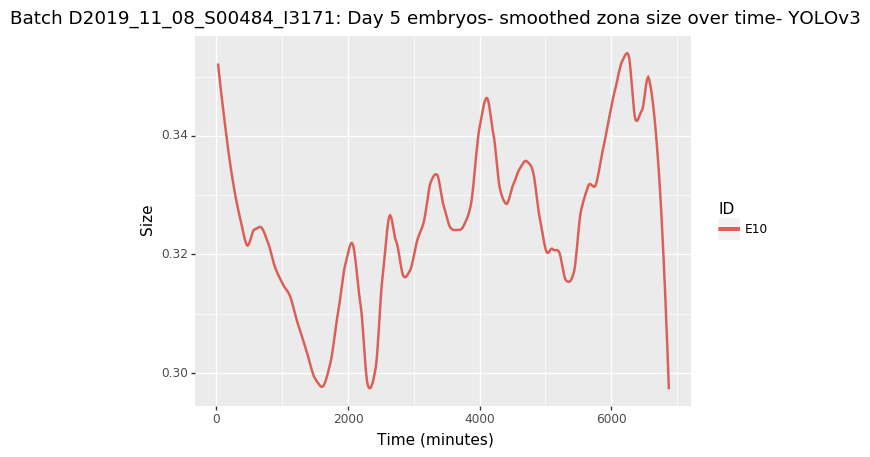 Batch D2019_11_08_S00484_I3171: Day 5 embryos- smoothed zona size over time- YOLOv3
0.34
0.32
0.30
Size
0 2000 4000 6000
Time (minutes)
ID
E10